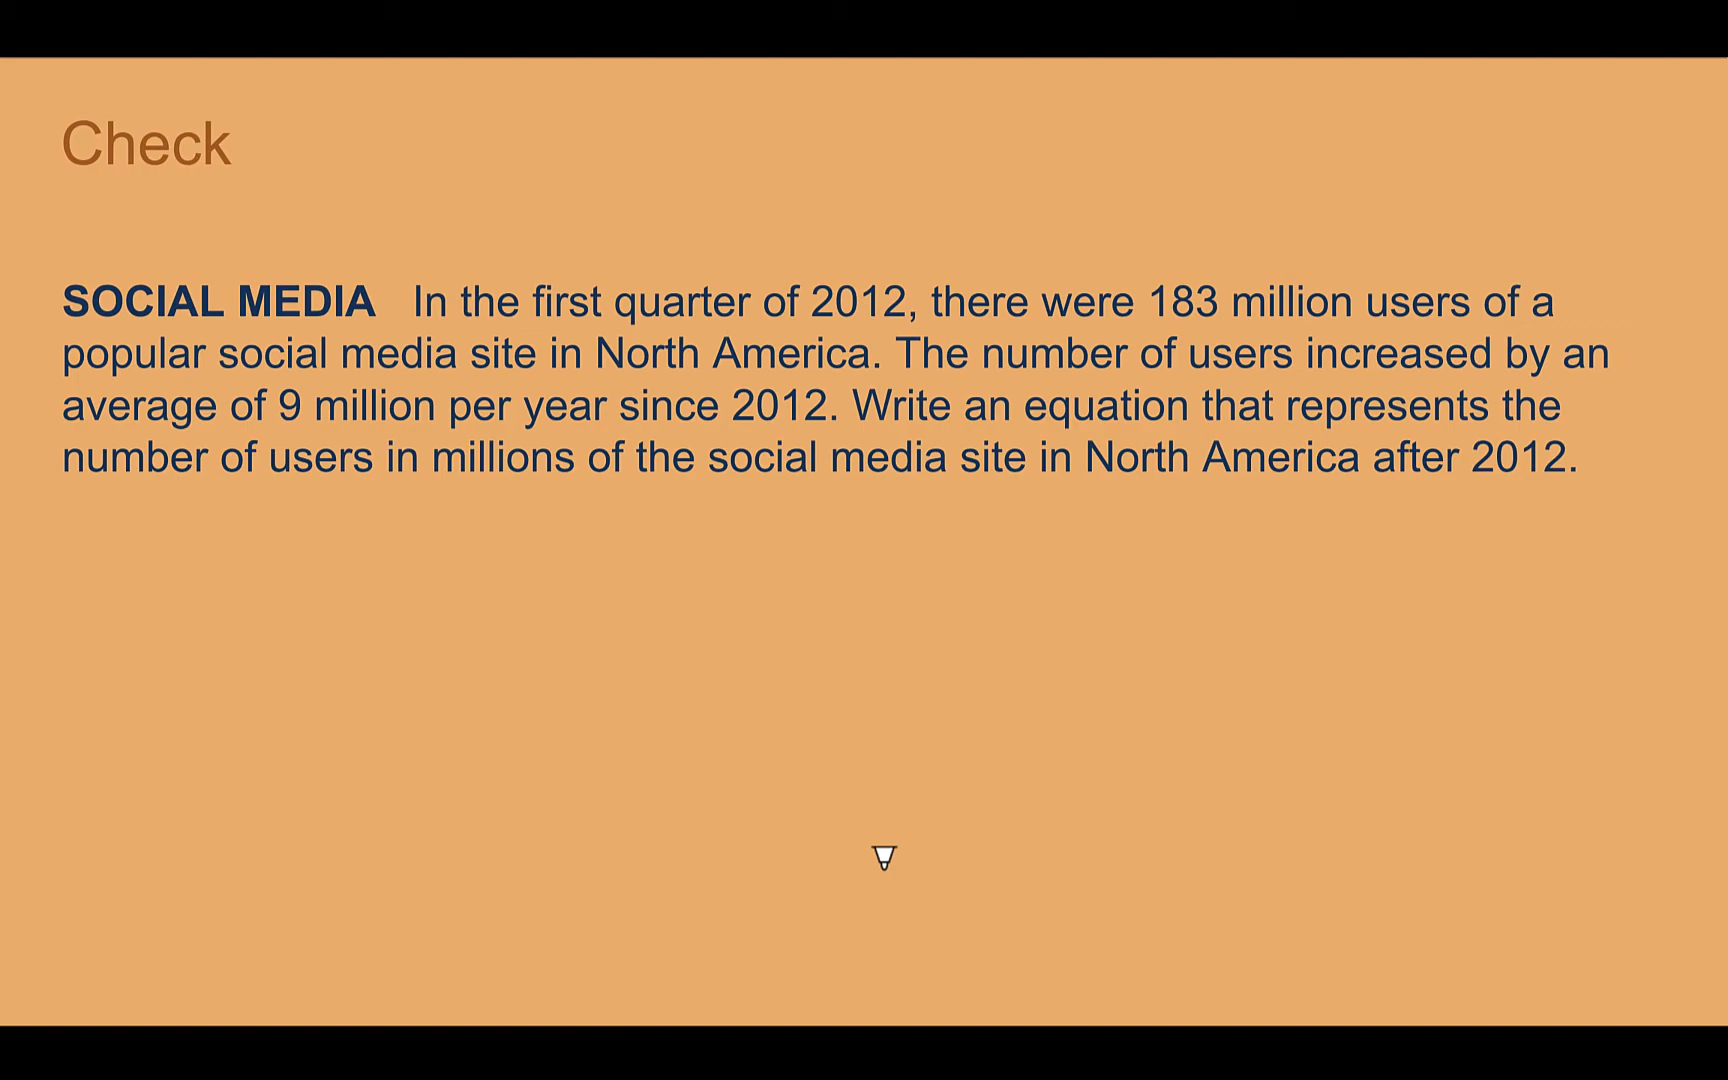 Check
SOCIAL MEDIA In the first quarter of 2012, there were 183 million users of a
popular social media site in North America. The number of users increased by an
average of 9 million per year since 2012. Write an equation that represents the
number of users in millions of the social media site in North America after 2012.